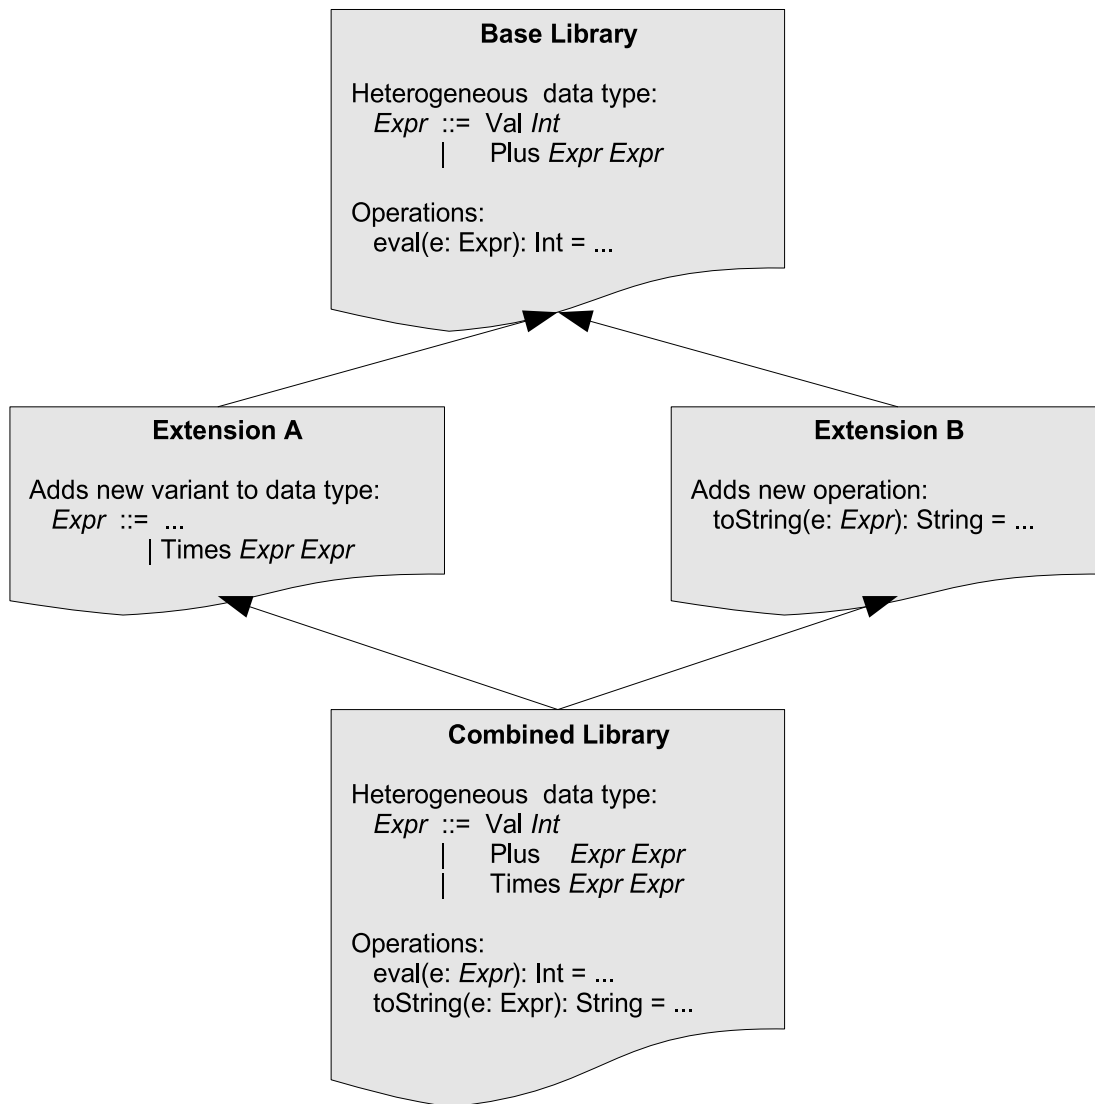 Base Library
Heterogeneous data type:
Expr ::= Val Int
| Plus Expr Expr
Operations:
eval(e: Expr): Int = ...
Extension A
Adds new variant to data type:
Expr ::= ...
| Times Expr Expr
Extension B
Adds new operation:
toString(e: Expr): String = ...
Combined Library
Heterogeneous data type:
Expr ::= Val Int
| Plus Expr Expr
| Times Expr Expr
Operations:
eval(e: Expr): Int = ...
toString(e: Expr): String = ...